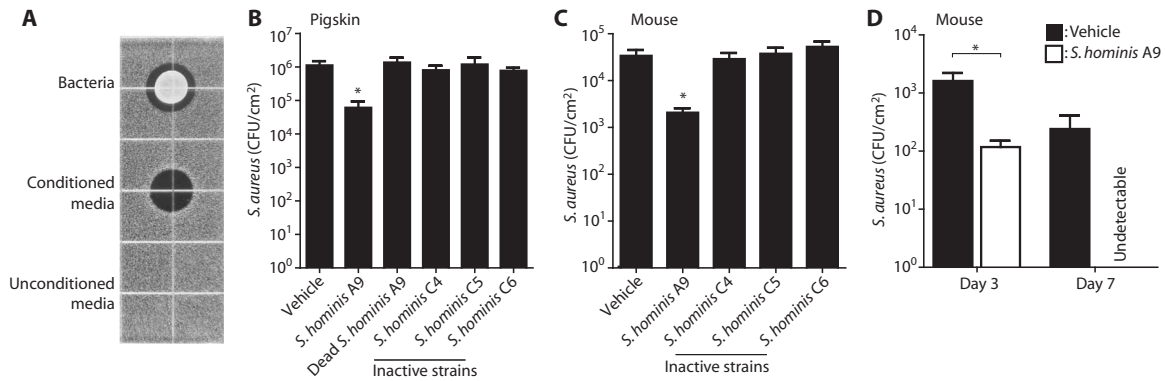 A
Bacteria
Conditioned
media
Unconditioned
media
B
Pigskin
S. aureus (CFU/cm²)
10⁷
10⁶
10⁵
10⁴
10³
10²
10¹
10⁰
*
Vehicle
S. hominis A9
Dead S. hominis A9
S. hominis C4
S. hominis C5
S. hominis C6
Inactive strains
C
Mouse
S. aureus (CFU/cm²)
10⁵
10⁴
10³
10²
10¹
10⁰
*
Vehicle
S. hominis A9
S. hominis C4
S. hominis C5
S. hominis C6
Inactive strains
D
Mouse
:Vehicle
:S. hominis A9
S. aureus (CFU/cm²)
10⁴
10³
10²
10⁰
*
Undetectable
Day 3
Day 7